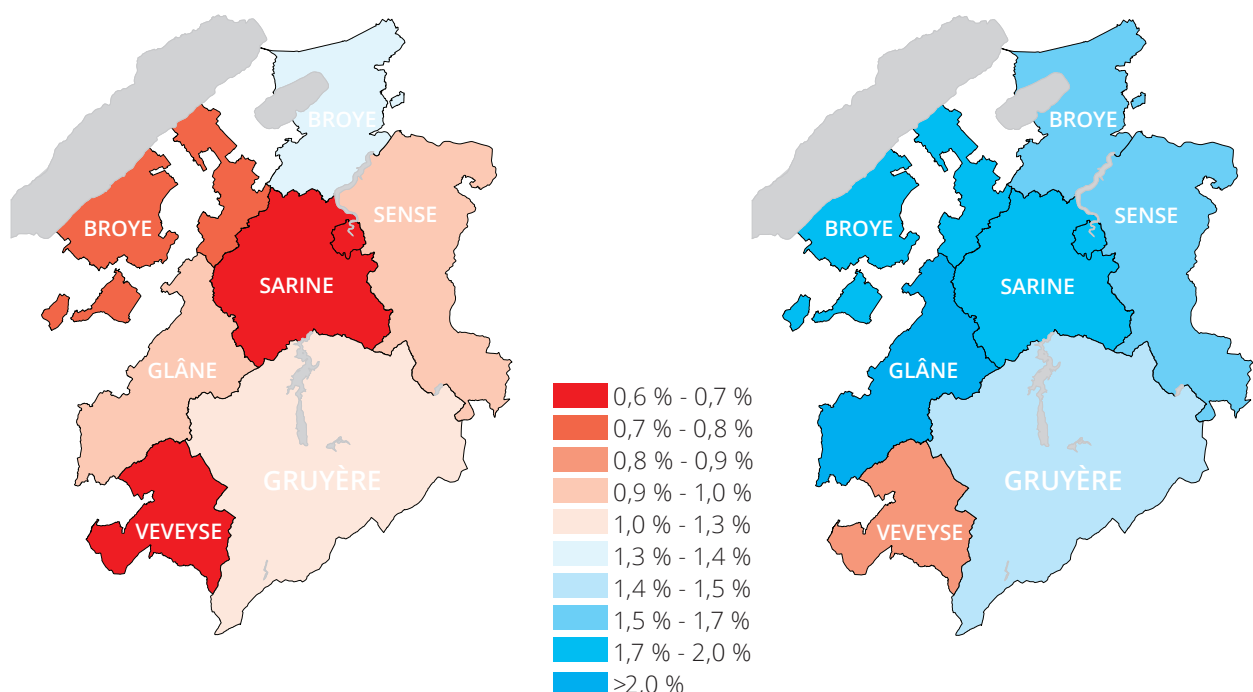 BROYE
SENSE
BROYE
SARINE
GLÂNE
GRUYÈRE
VEVEYSE
0,6 % - 0,7 %
0,7 % - 0,8 %
0,8 % - 0,9 %
0,9 % - 1,0 %
1,0 % - 1,3 %
1,3 % - 1,4 %
1,4 % - 1,5 %
1,5 % - 1,7 %
1,7 % - 2,0 %
>2,0 %
BROYE
SENSE
BROYE
SARINE
GLÂNE
GRUYÈRE
VEVEYSE